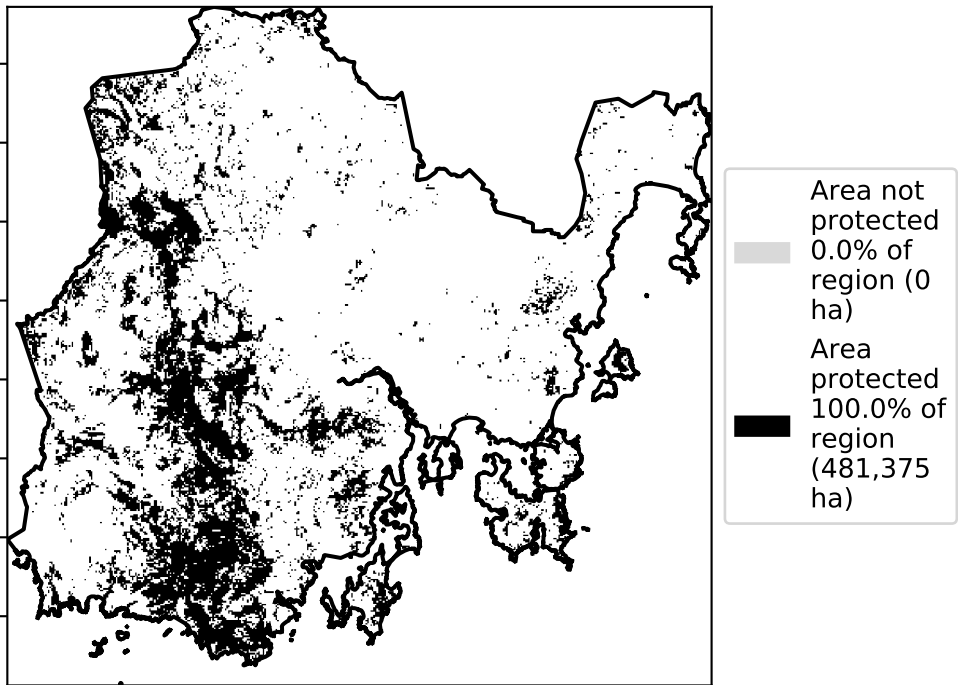 Area not
protected
0.0% of
region (0
ha)
Area
protected
100.0% of
region
(481,375
ha)